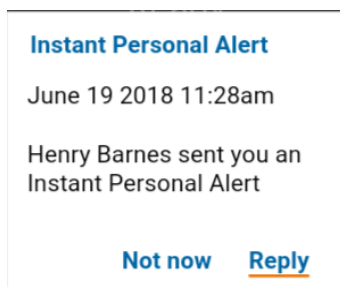 Instant Personal Alert
June 19 2018 11:28am
Henry Barnes sent you an
Instant Personal Alert
Not now Reply